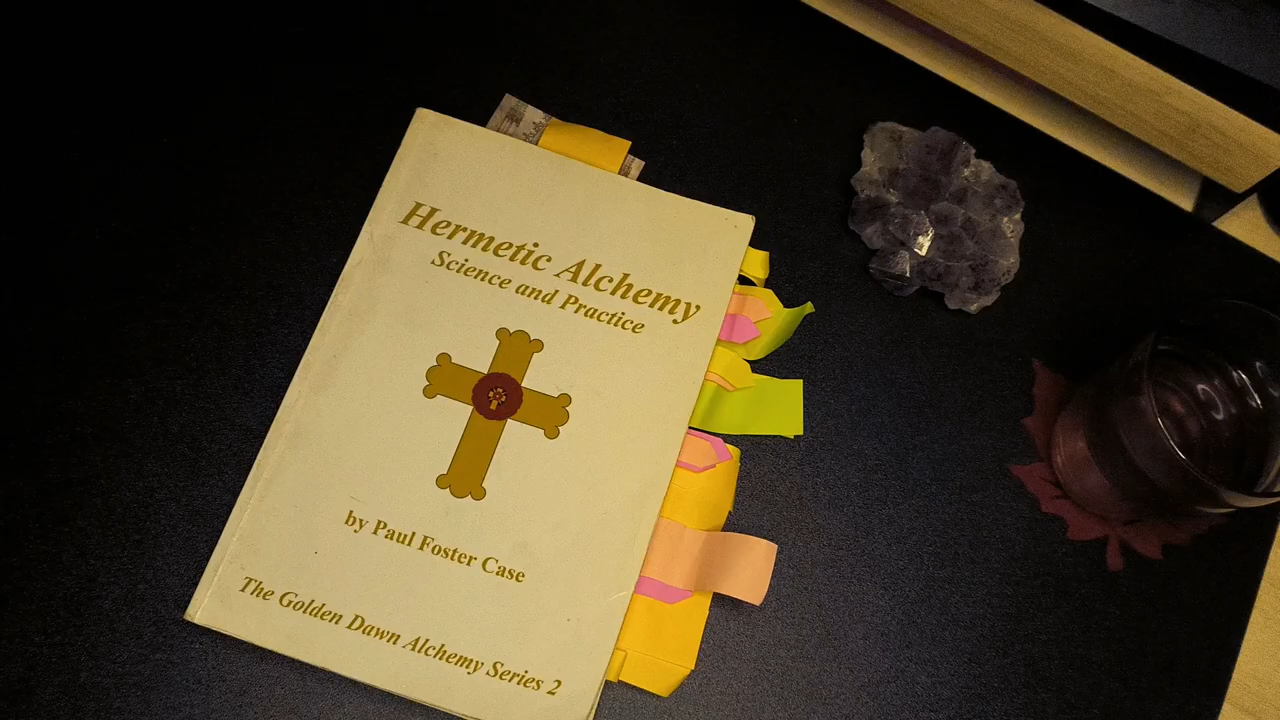 Hermetic Alchemy
Science and Practice
by Paul Foster Case
The Golden Dawn Alchemy Series 2